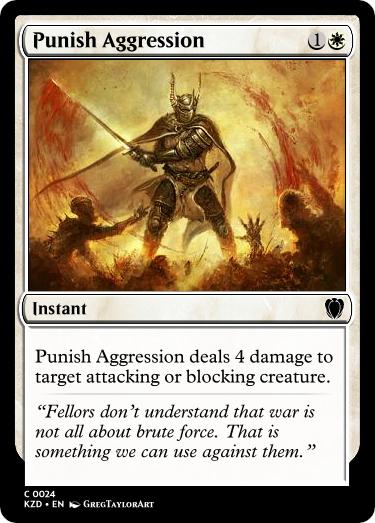 Punish Aggression
1
Instant
Punish Aggression deals 4 damage to
target attacking or blocking creature.
“Fellors don’t understand that war is
not all about brute force. That is
something we can use against them.”
C 0024
KZD • EN GregTaylorArt